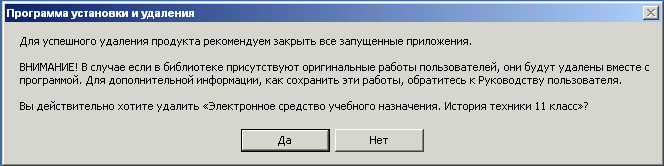 Программа установки и удаления
Для успешного удаления продукта рекомендуем закрыть все запущенные приложения.
ВНИМАНИЕ! В случае если в библиотеке присутствуют оригинальные работы пользователей, они будут удалены вместе с
программой. Для дополнительной информации, как сохранить эти работы, обратитесь к Руководству пользователя.
Вы действительно хотите удалить «Электронное средство учебного назначения. История техники 11 класс»?
Да
Нет